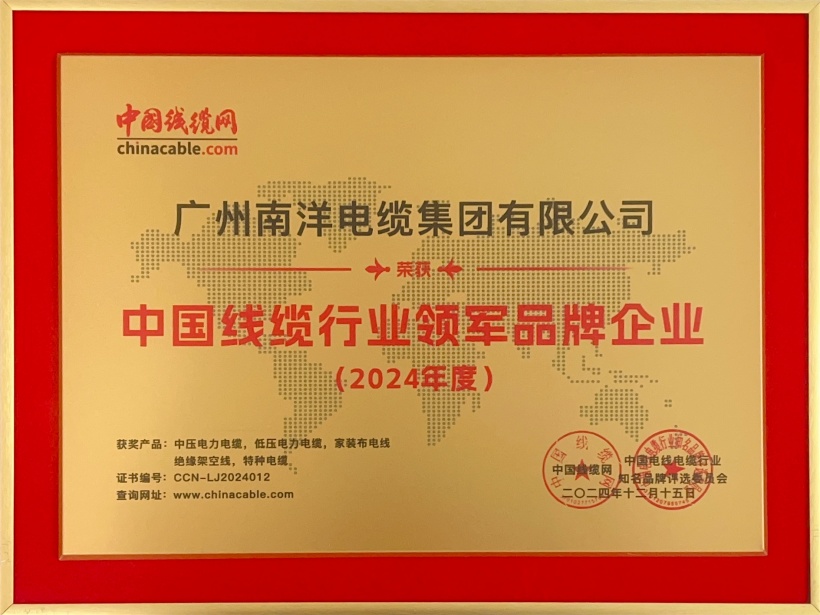 中国线缆网
chinacable.com
广州南洋电缆集团有限公司
荣获
中国线缆行业领军品牌企业
(2024年度)
获奖产品：中压电力电缆，低压电力电缆，家装布电线
绝缘架空线，特种电缆
证书编号：CCN-LJ2024012
查询网址：www.chinacable.com
中国线缆网
中国电线电缆行业
知名品牌评选委员会
二〇二四年十二月十五日